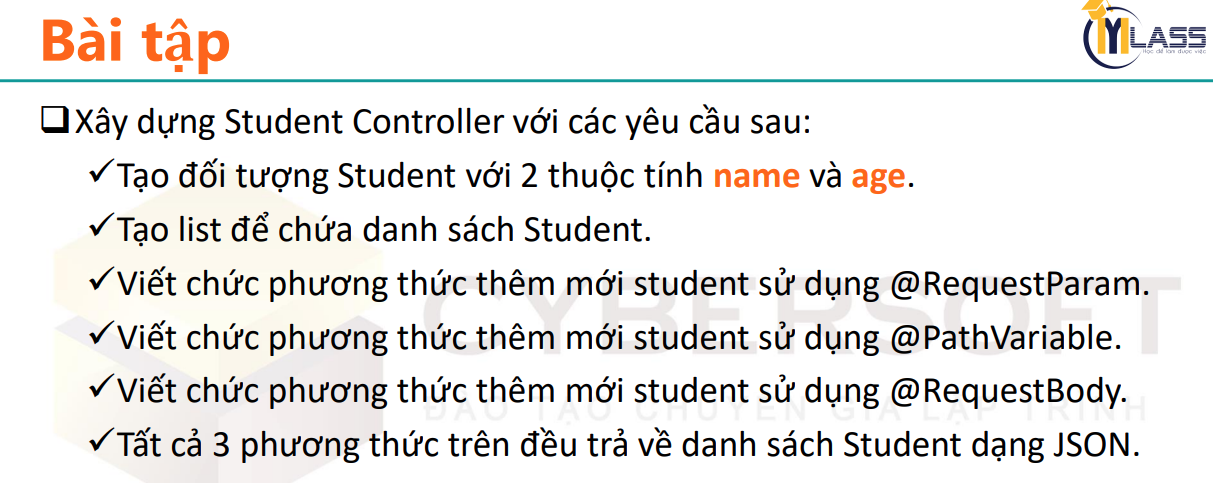 Bài tập
MYLASS
Học để làm được việc
Xây dựng Student Controller với các yêu cầu sau:
Tạo đối tượng Student với 2 thuộc tính name và age.
Tạo list để chứa danh sách Student.
Viết chức phương thức thêm mới student sử dụng @RequestParam.
Viết chức phương thức thêm mới student sử dụng @PathVariable.
Viết chức phương thức thêm mới student sử dụng @RequestBody.
Tất cả 3 phương thức trên đều trả về danh sách Student dạng JSON.
CYBERSOFT
ĐÀO TẠO CHUYÊN GIA LẬP TRÌNH